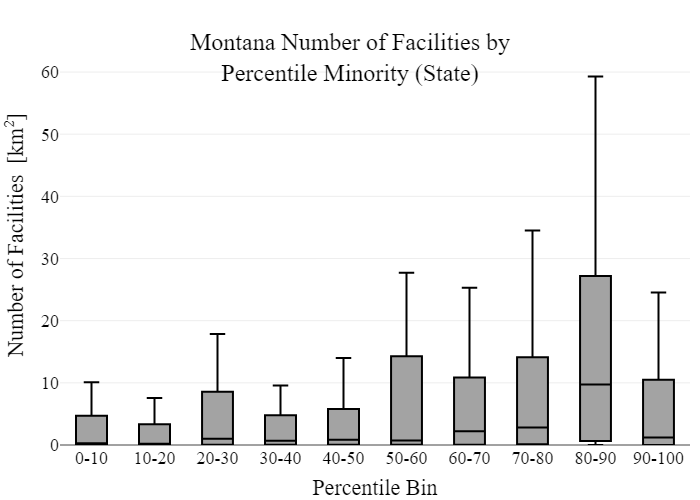 Montana Number of Facilities by
Percentile Minority (State)
Number of Facilities [km²]
60
50
40
30
20
10
0
0-10 10-20 20-30 30-40 40-50 50-60 60-70 70-80 80-90 90-100
Percentile Bin